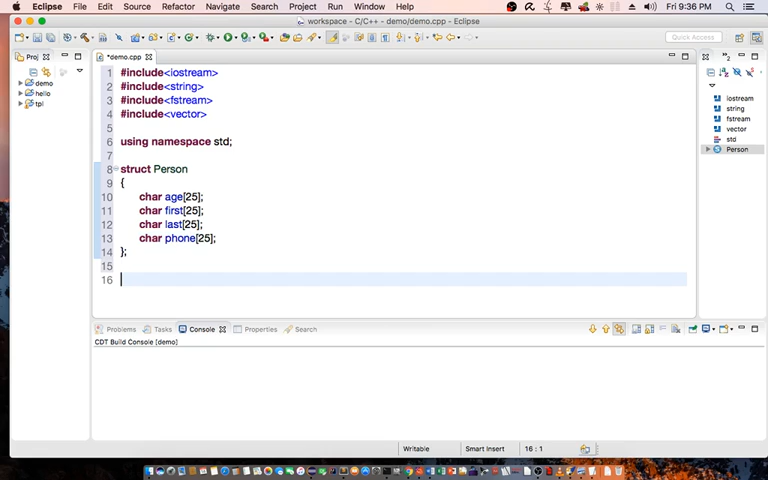 Eclipse File Edit Source Refactor Navigate Search Project Run Window Help Fri 9:36 PM
workspace - C/C++ - demo/demo.cpp - Eclipse
Quick Access
Proj
*demo.cpp
demo
hello
tpl
1 #include<iostream>
2 #include<string>
3 #include<fstream>
4 #include<vector>
5
6 using namespace std;
7
8 struct Person
9 {
10 char age[25];
11 char first[25];
12 char last[25];
13 char phone[25];
14 };
15
16
iostream
string
fstream
vector
std
Person
Problems Tasks Console Properties Search
CDT Build Console [demo]
Writable Smart Insert 16 : 1